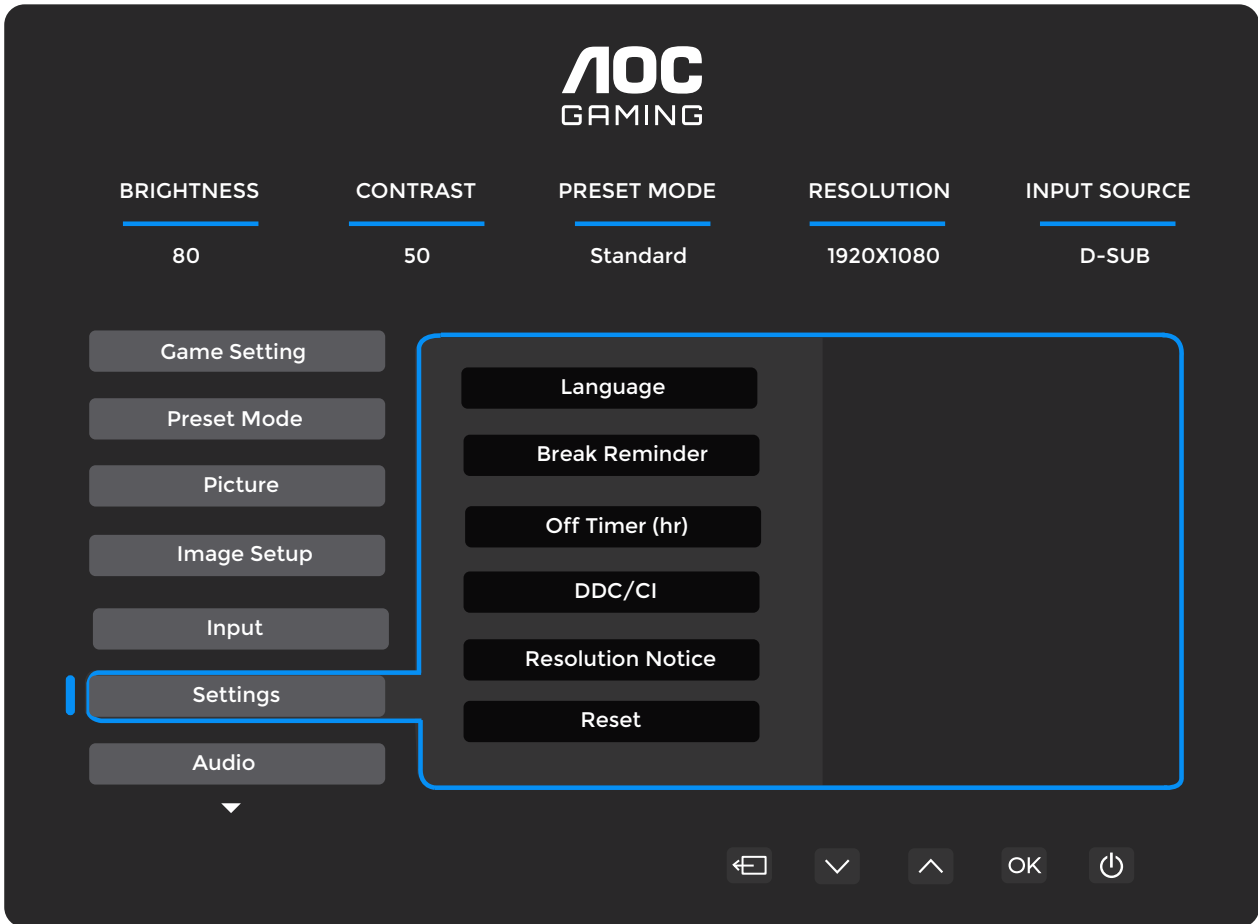 AOC
GAMING
BRIGHTNESS CONTRAST PRESET MODE RESOLUTION INPUT SOURCE
80 50 Standard 1920X1080 D-SUB
Game Setting
Preset Mode
Picture
Image Setup
Input
Settings
Audio
Language
Break Reminder
Off Timer (hr)
DDC/CI
Resolution Notice
Reset
OK